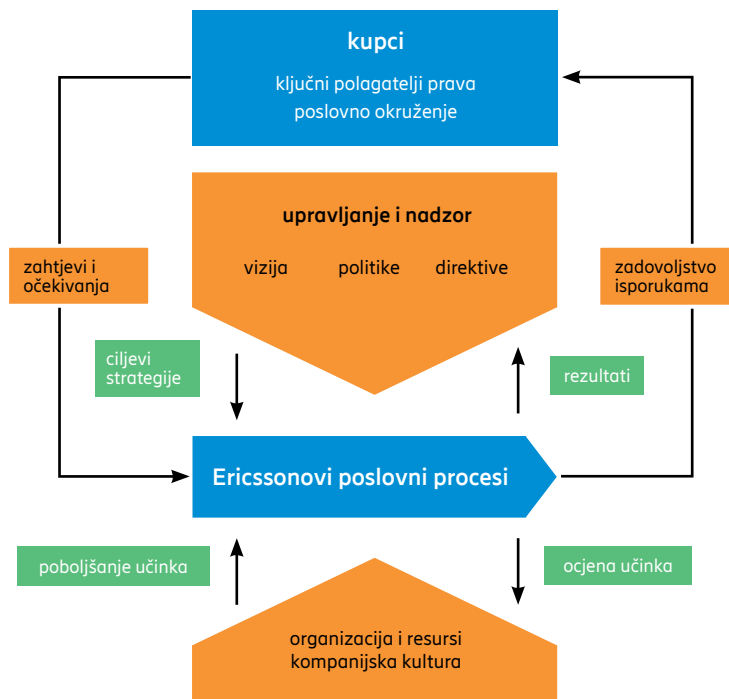 kupci
ključni polagatelji prava
poslovno okruženje
upravljanje i nadzor
vizija politike direktive
zahtjevi i
očekivanja
zadovoljstvo
isporukama
ciljevi
strategije
rezultati
Ericssonovi poslovni procesi
poboljšanje učinka
ocjena učinka
organizacija i resursi
kompanijska kultura